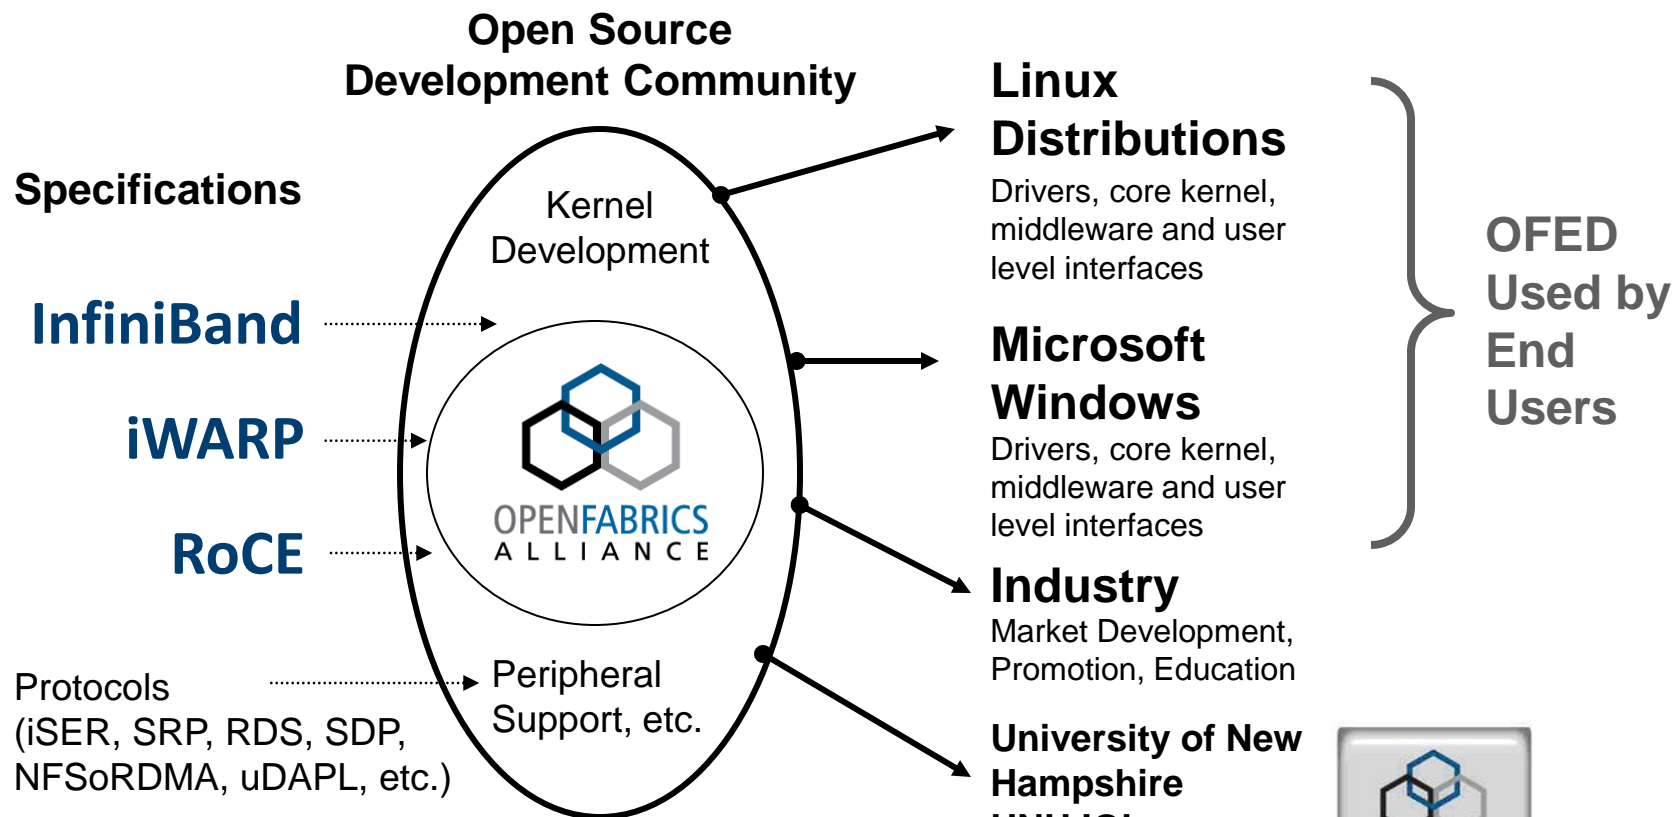 Open Source
Development Community
Specifications
InfiniBand
iWARP
RoCE
Protocols
(iSER, SRP, RDS, SDP,
NFSoRDMA, uDAPL, etc.)
Kernel
Development
OPENFABRICS
ALLIANCE
Peripheral
Support, etc.
Linux
Distributions
Drivers, core kernel,
middleware and user
level interfaces
Microsoft
Windows
Drivers, core kernel,
middleware and user
level interfaces
Industry
Market Development,
Promotion, Education
University of New
Hampshire
OFED
Used by
End
Users